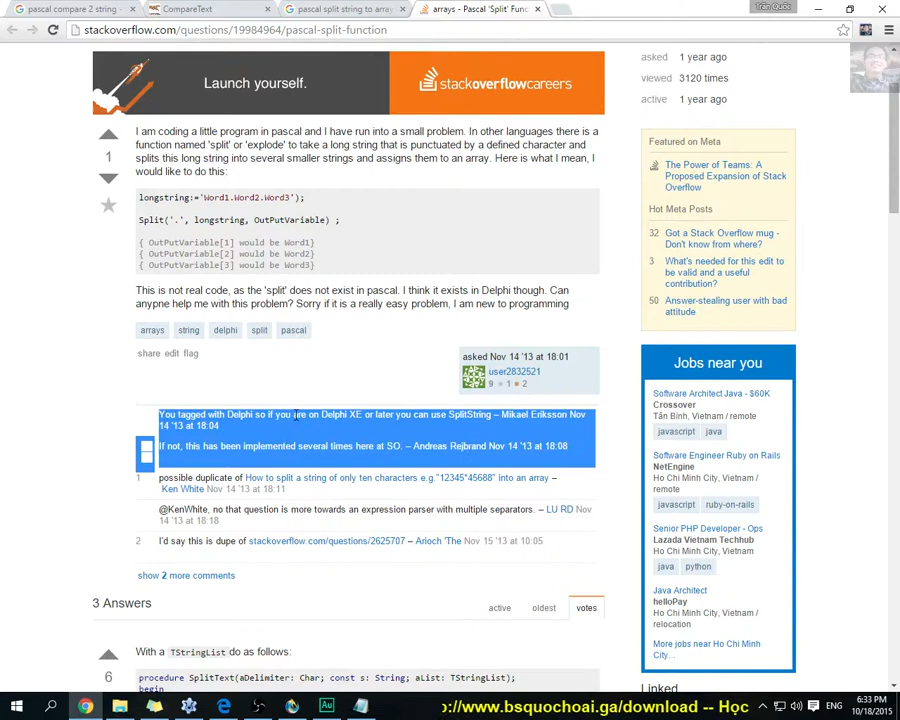 pascal compare 2 string -
CompareText
pascal split string to array
arrays - Pascal 'Split' Func
Trần Quốc
stackoverflow.com/questions/19984964/pascal-split-function
Launch yourself.
stackoverflowcareers
asked 1 year ago
viewed 3120 times
active 1 year ago
1
I am coding a little program in pascal and I have run into a small problem. In other languages there is a
function named 'split' or 'explode' to take a long string that is punctuated by a defined character and
splits this long string into several smaller strings and assigns them to an array. Here is what I mean, I
would like to do this:
longstring:='Word1.Word2.Word3');
Split('.', longstring, OutPutVariable) ;
{ OutPutVariable[1] would be Word1}
{ OutPutVariable[2] would be Word2}
{ OutPutVariable[3] would be Word3}
This is not real code, as the 'split' does not exist in pascal. I think it exists in Delphi though. Can
anypne help me with this problem? Sorry if it is a really easy problem, I am new to programming
arrays string delphi split pascal
share edit flag
asked Nov 14 '13 at 18:01
user2832521
9 1 2
You tagged with Delphi so if you are on Delphi XE or later you can use SplitString – Mikael Eriksson Nov
14 '13 at 18:04
If not, this has been implemented several times here at SO. – Andreas Rejbrand Nov 14 '13 at 18:08
1 possible duplicate of How to split a string of only ten characters e.g."12345*45688" into an array –
Ken White Nov 14 '13 at 18:11
@KenWhite, no that question is more towards an expression parser with multiple separators. – LU RD Nov
14 '13 at 18:18
2 I'd say this is dupe of stackoverflow.com/questions/2625707 – Arioch 'The Nov 15 '13 at 10:05
show 2 more comments
3 Answers
active oldest votes
With a TStringList do as follows:
6
procedure SplitText(aDelimiter: Char; const s: String; aList: TStringList);
begin
Featured on Meta
The Power of Teams: A
Proposed Expansion of Stack
Overflow
Hot Meta Posts
32 Got a Stack Overflow mug -
Don't know from where?
3 What's needed for this edit to
be valid and a useful
contribution?
50 Answer-stealing user with bad
attitude
Jobs near you
Software Architect Java - $60K
Crossover
Tân Bình, Vietnam / remote
javascript java
Software Engineer Ruby on Rails
NetEngine
Ho Chi Minh City, Vietnam /
remote
javascript ruby-on-rails
Senior PHP Developer - Ops
Lazada Vietnam Techhub
Ho Chi Minh City, Vietnam
java python
Java Architect
helloPay
Ho Chi Minh City, Vietnam /
relocation
More jobs near Ho Chi Minh
City…
Linked
Au
://www.bsquochoai.ga/download -- Học
ENG
6:33 PM
10/18/2015